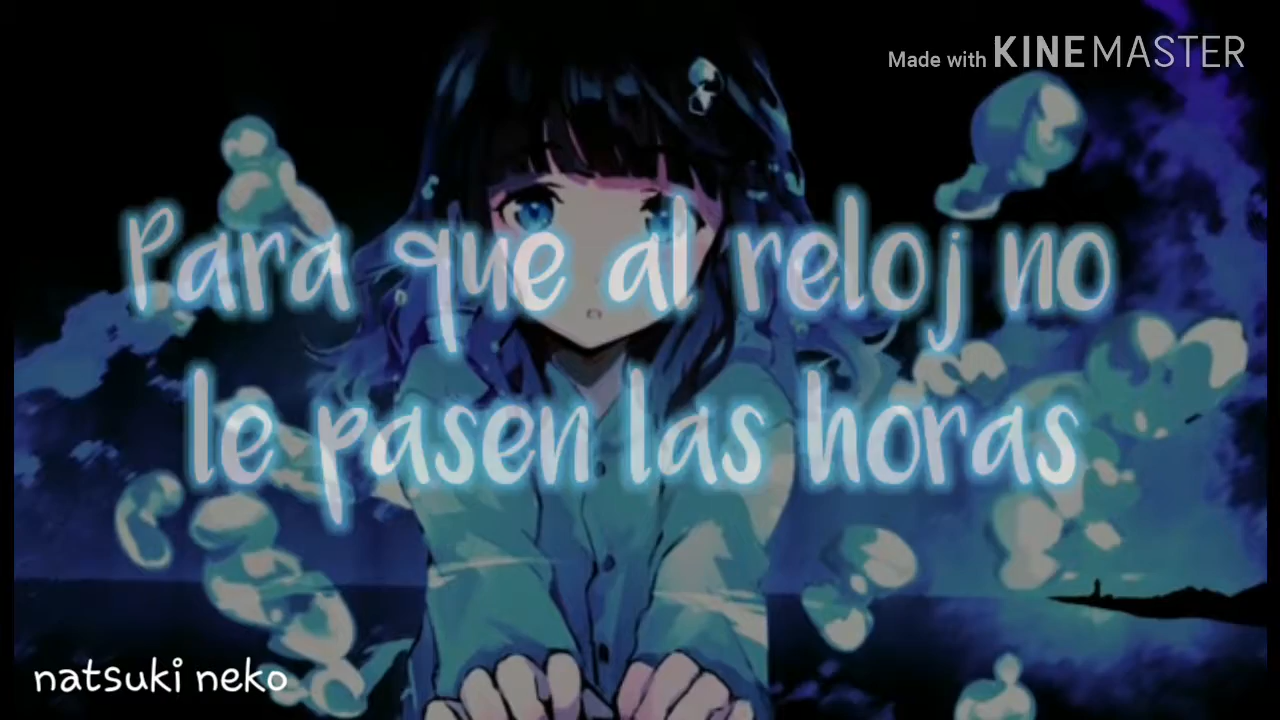 Made with KINEMASTER
Para que al reloj no
le pasen las horas
natsuki neko